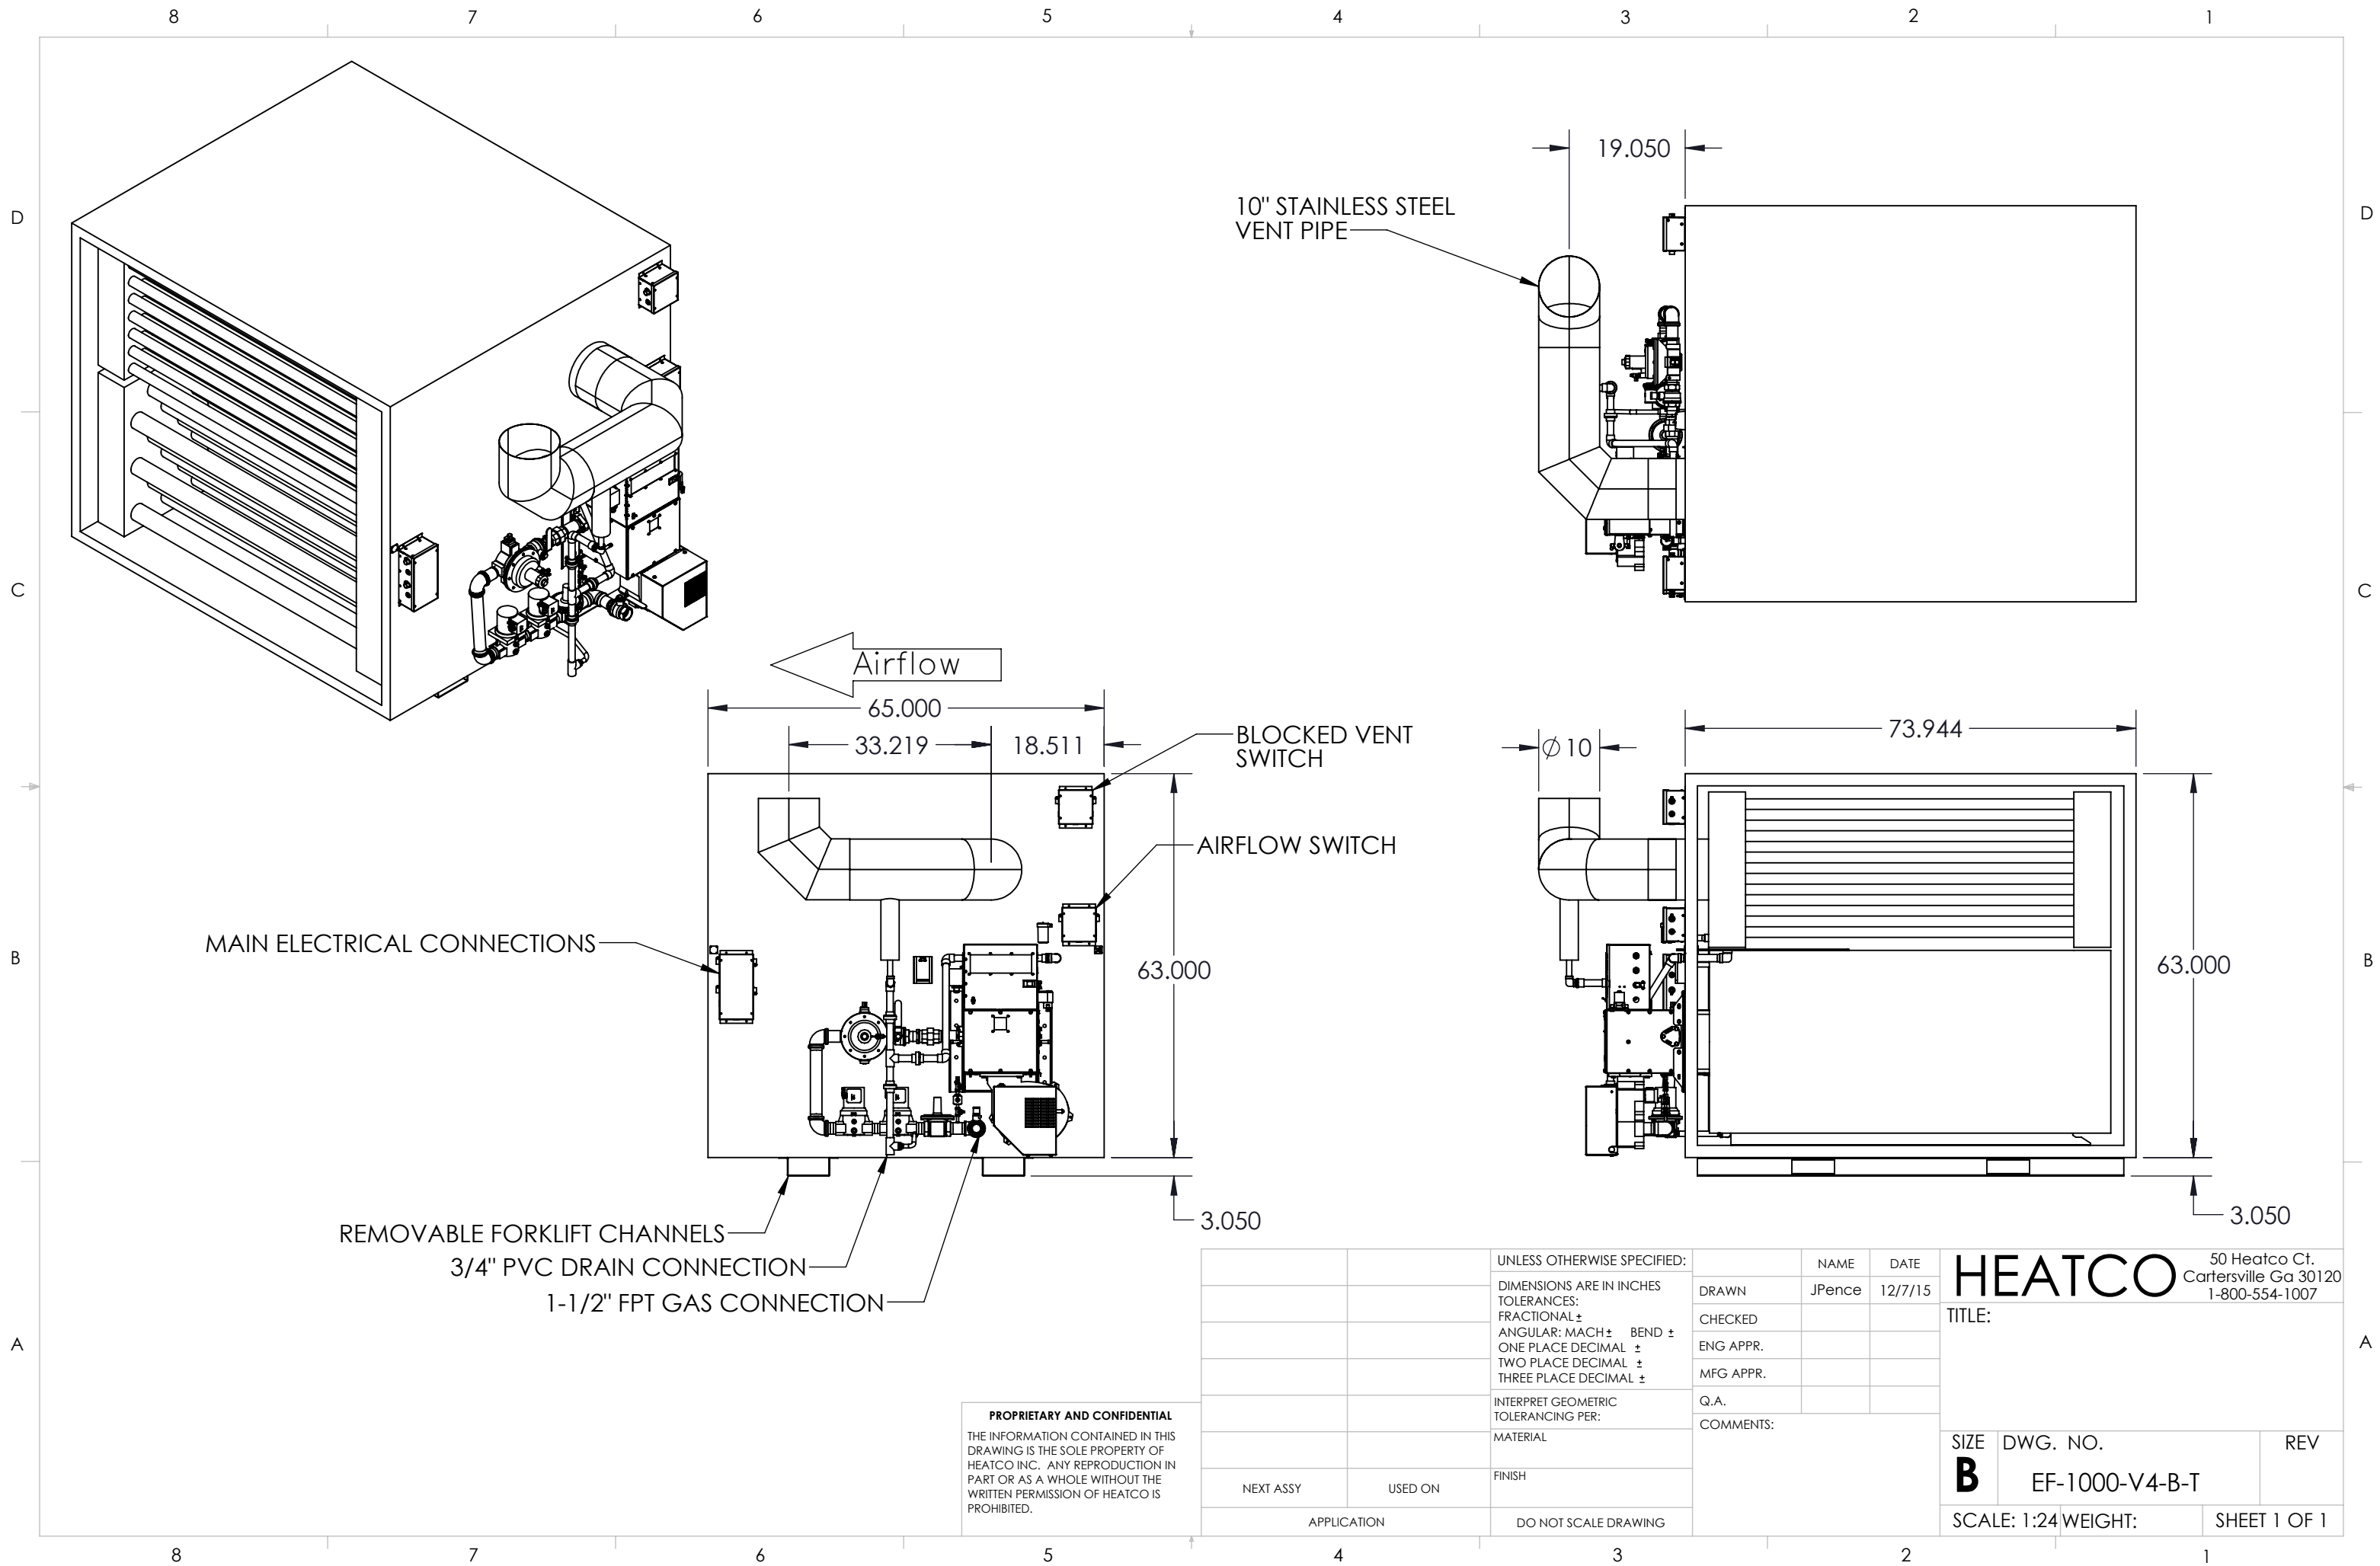 8 7 6 5 4 3 2 1
D
C
B
A
D
C
B
A
19.050
10" STAINLESS STEEL
VENT PIPE
Airflow
65.000
33.219
18.511
BLOCKED VENT
SWITCH
AIRFLOW SWITCH
MAIN ELECTRICAL CONNECTIONS
63.000
REMOVABLE FORKLIFT CHANNELS
3/4" PVC DRAIN CONNECTION
1-1/2" FPT GAS CONNECTION
3.050
∅ 10
73.944
63.000
3.050
PROPRIETARY AND CONFIDENTIAL
THE INFORMATION CONTAINED IN THIS
DRAWING IS THE SOLE PROPERTY OF
HEATCO INC. ANY REPRODUCTION IN
PART OR AS A WHOLE WITHOUT THE
WRITTEN PERMISSION OF HEATCO IS
PROHIBITED.
NEXT ASSY
USED ON
APPLICATION
UNLESS OTHERWISE SPECIFIED:
DIMENSIONS ARE IN INCHES
TOLERANCES:
FRACTIONAL ±
ANGULAR: MACH ± BEND ±
ONE PLACE DECIMAL ±
TWO PLACE DECIMAL ±
THREE PLACE DECIMAL ±
INTERPRET GEOMETRIC
TOLERANCING PER:
MATERIAL
FINISH
DO NOT SCALE DRAWING
NAME DATE
DRAWN JPence 12/7/15
CHECKED
ENG APPR.
MFG APPR.
Q.A.
COMMENTS:
HEATCO
50 Heatco Ct.
Cartersville Ga 30120
1-800-554-1007
TITLE:
SIZE DWG. NO. REV
B EF-1000-V4-B-T
SCALE: 1:24 WEIGHT: SHEET 1 OF 1
8 7 6 5 4 3 2 1